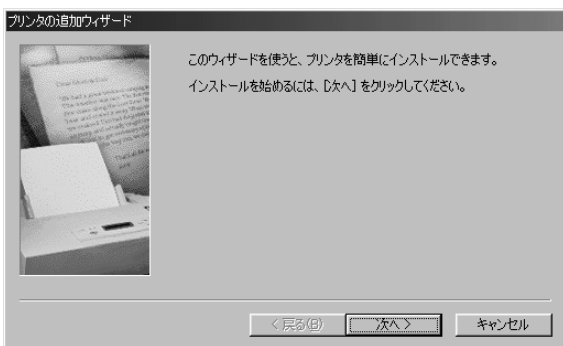 プリンタの追加ウィザード
このウィザードを使うと、プリンタを簡単にインストールできます。
インストールを始めるには、[次へ] をクリックしてください。
Dear Mom & Dad,
< 戻る(B)
次へ >
キャンセル